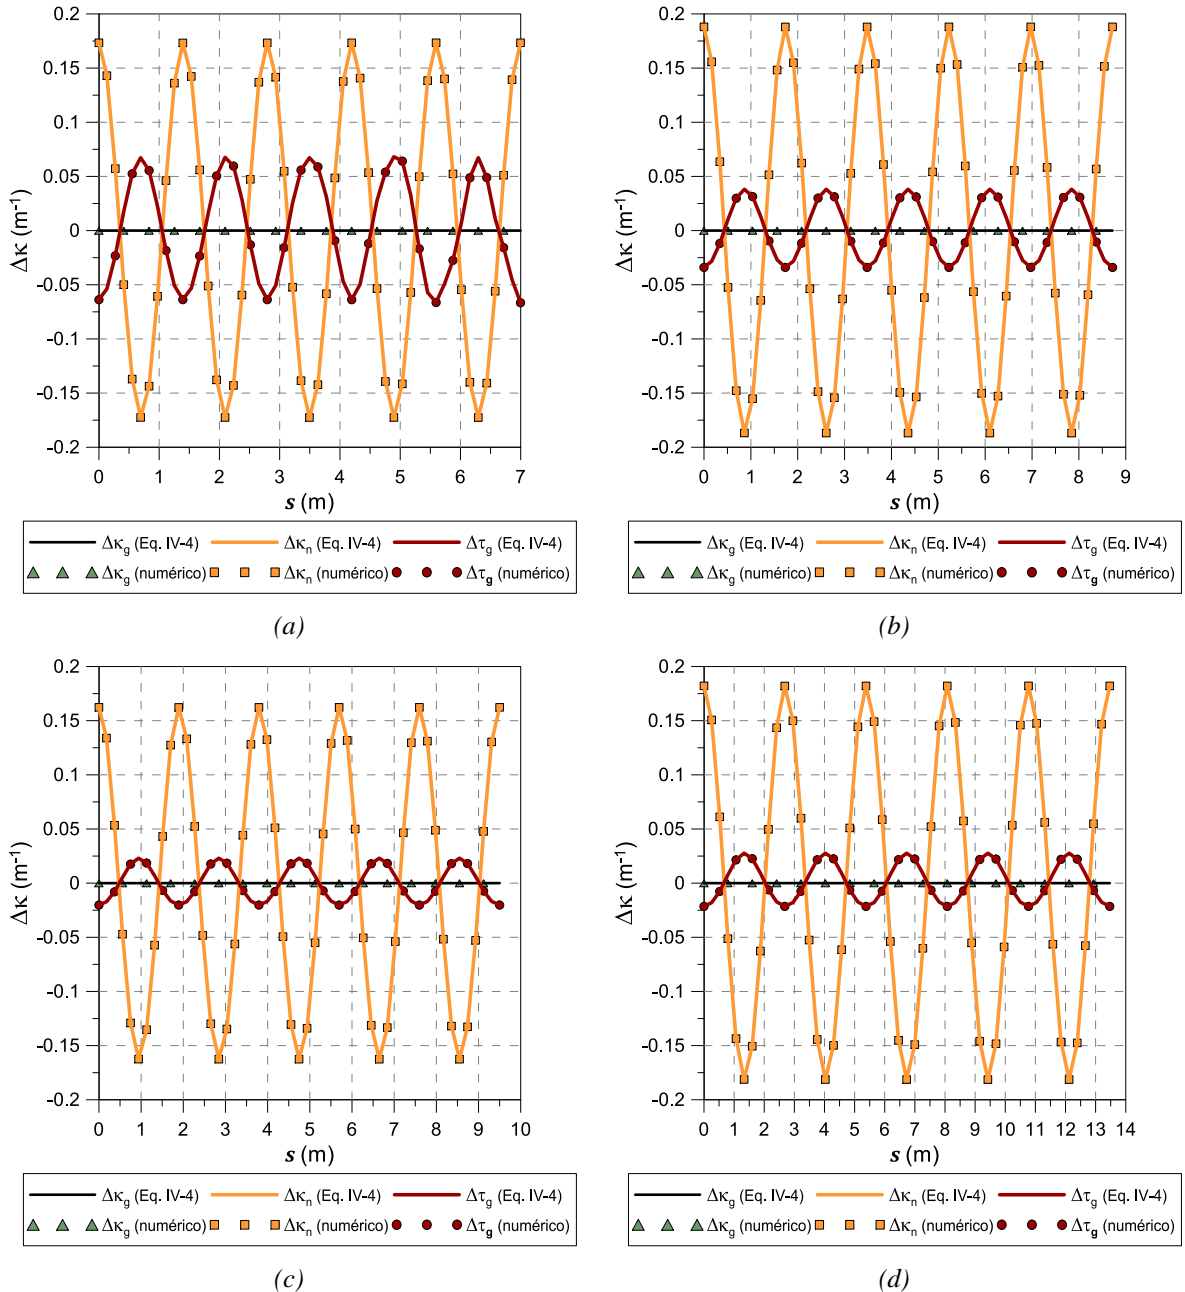 0.2
0.15
0.1
0.05
0
-0.05
-0.1
-0.15
-0.2
Δκ (m⁻¹)
0 1 2 3 4 5 6 7
s (m)
Δκg (Eq. IV-4) Δκn (Eq. IV-4) Δτg (Eq. IV-4)
Δκg (numérico) Δκn (numérico) Δτg (numérico)
(a)
0.2
0.15
0.1
0.05
0
-0.05
-0.1
-0.15
-0.2
Δκ (m⁻¹)
0 1 2 3 4 5 6 7 8 9
s (m)
Δκg (Eq. IV-4) Δκn (Eq. IV-4) Δτg (Eq. IV-4)
Δκg (numérico) Δκn (numérico) Δτg (numérico)
(b)
0.2
0.15
0.1
0.05
0
-0.05
-0.1
-0.15
-0.2
Δκ (m⁻¹)
0 1 2 3 4 5 6 7 8 9 10
s (m)
Δκg (Eq. IV-4) Δκn (Eq. IV-4) Δτg (Eq. IV-4)
Δκg (numérico) Δκn (numérico) Δτg (numérico)
(c)
0.2
0.15
0.1
0.05
0
-0.05
-0.1
-0.15
-0.2
Δκ (m⁻¹)
0 1 2 3 4 5 6 7 8 9 10 11 12 13 14
s (m)
Δκg (Eq. IV-4) Δκn (Eq. IV-4) Δτg (Eq. IV-4)
Δκg (numérico) Δκn (numérico) Δτg (numérico)
(d)